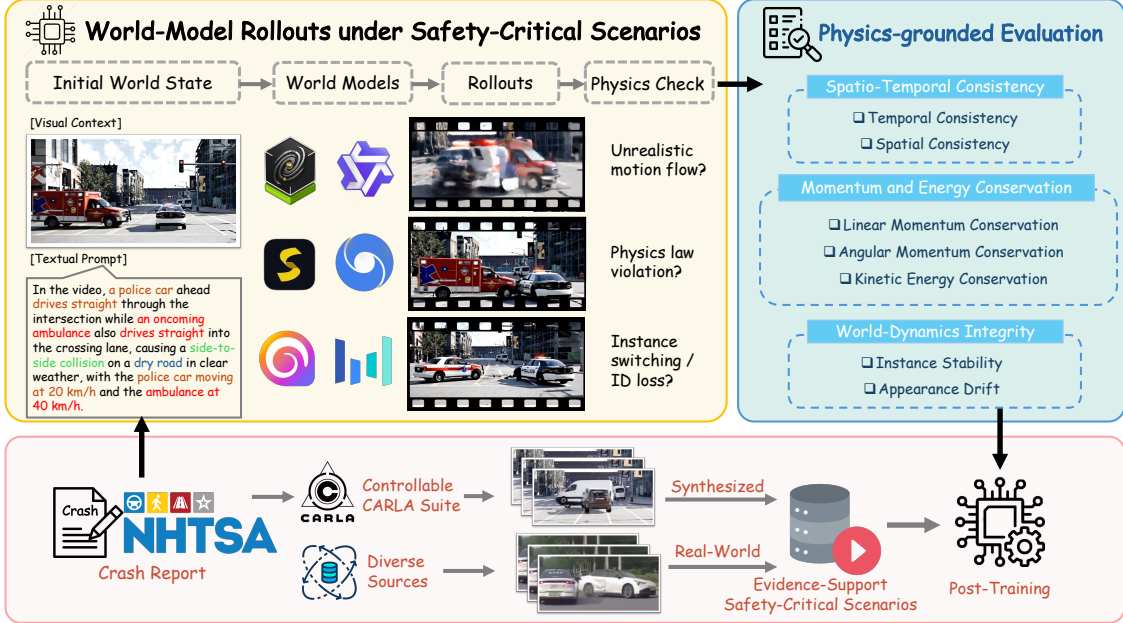 World-Model Rollouts under Safety-Critical Scenarios
Initial World State
World Models
Rollouts
Physics Check
[Visual Context]
[Textual Prompt]
In the video, a police car ahead
drives straight through the
intersection while an oncoming
ambulance also drives straight into
the crossing lane, causing a side-to-
side collision on a dry road in clear
weather, with the police car moving
at 20 km/h and the ambulance at
40 km/h.
Unrealistic
motion flow?
Physics law
violation?
Instance
switching /
ID loss?
Physics-grounded Evaluation
Spatio-Temporal Consistency
❑ Temporal Consistency
❑ Spatial Consistency
Momentum and Energy Conservation
❑ Linear Momentum Conservation
❑ Angular Momentum Conservation
❑ Kinetic Energy Conservation
World-Dynamics Integrity
❑ Instance Stability
❑ Appearance Drift
Crash
NHTSA
Crash Report
CARLA
Controllable
CARLA Suite
Diverse
Sources
Synthesized
Real-World
Evidence-Support
Safety-Critical Scenarios
Post-Training